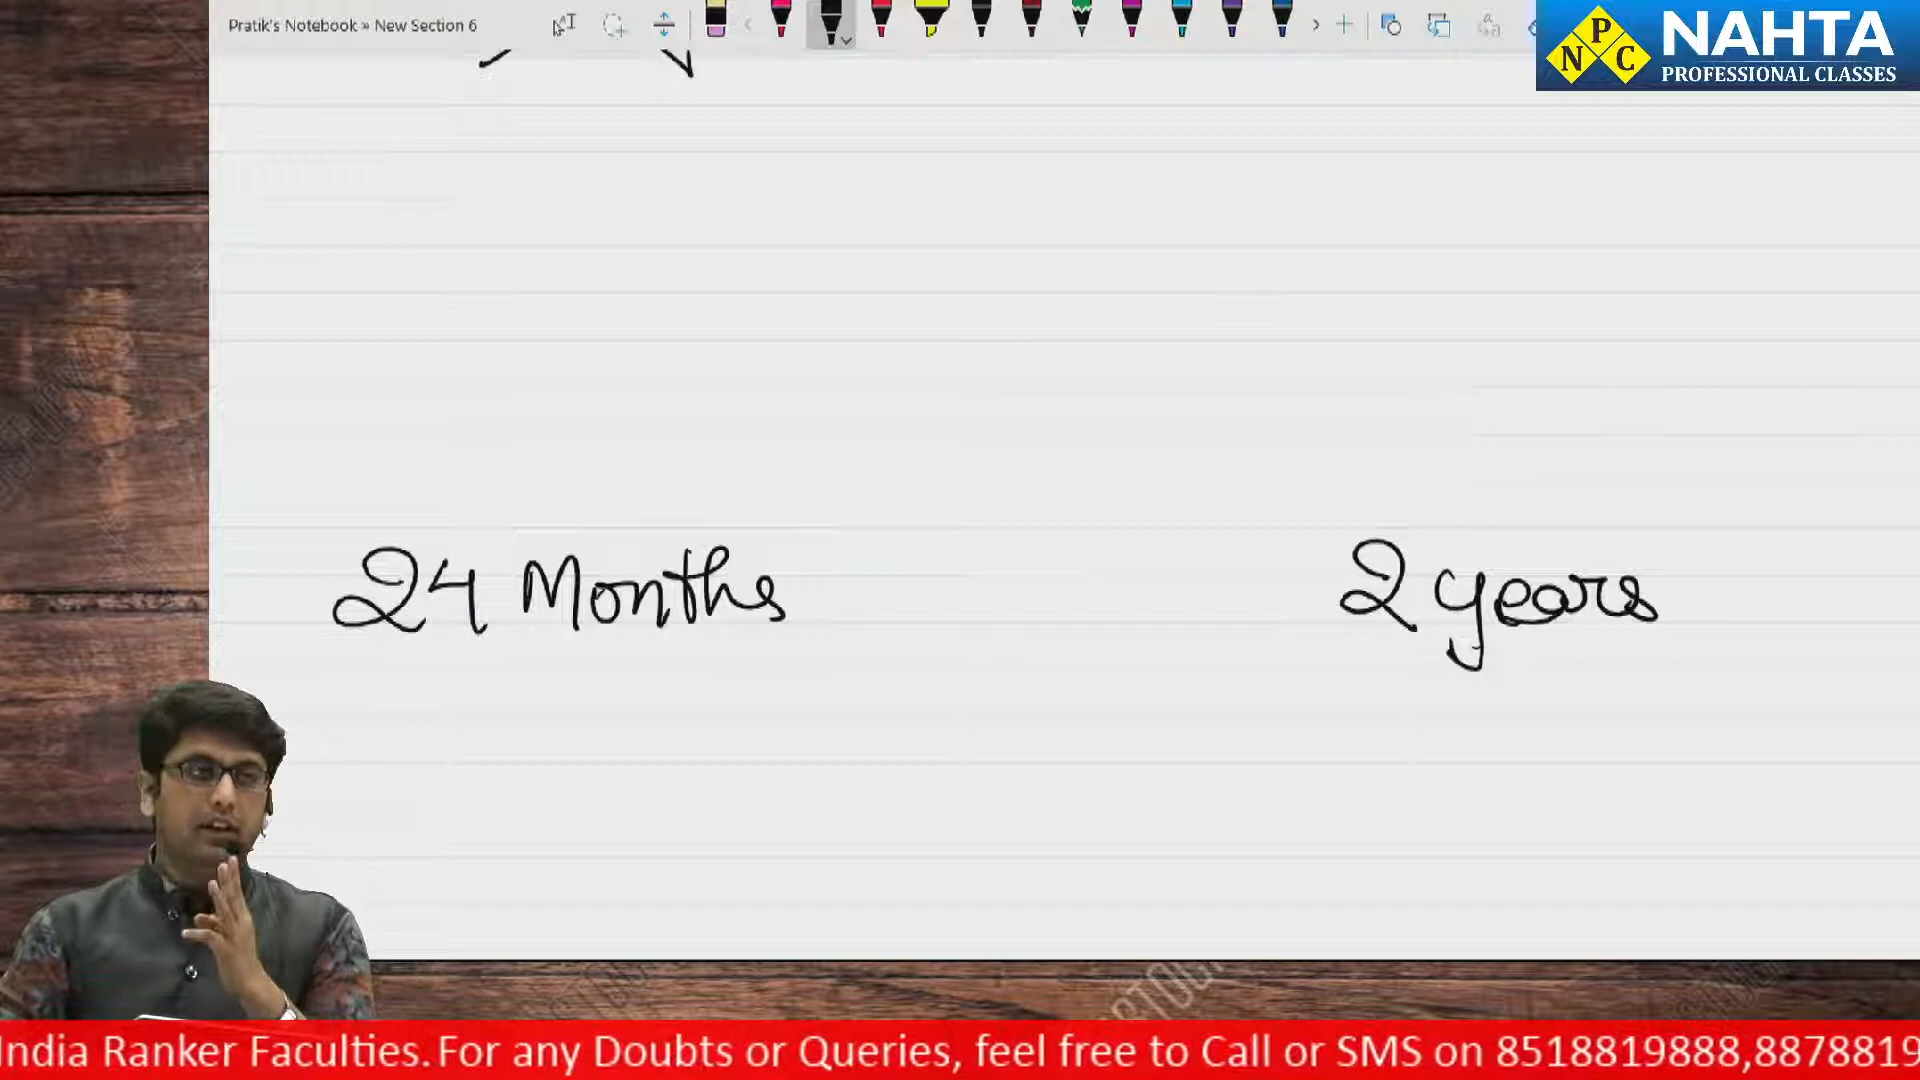 Pratik's Notebook » New Section 6
NPC
NAHTA
PROFESSIONAL CLASSES
24 Months
2 years
India Ranker Faculties. For any Doubts or Queries, feel free to Call or SMS on 8518819888,8878819